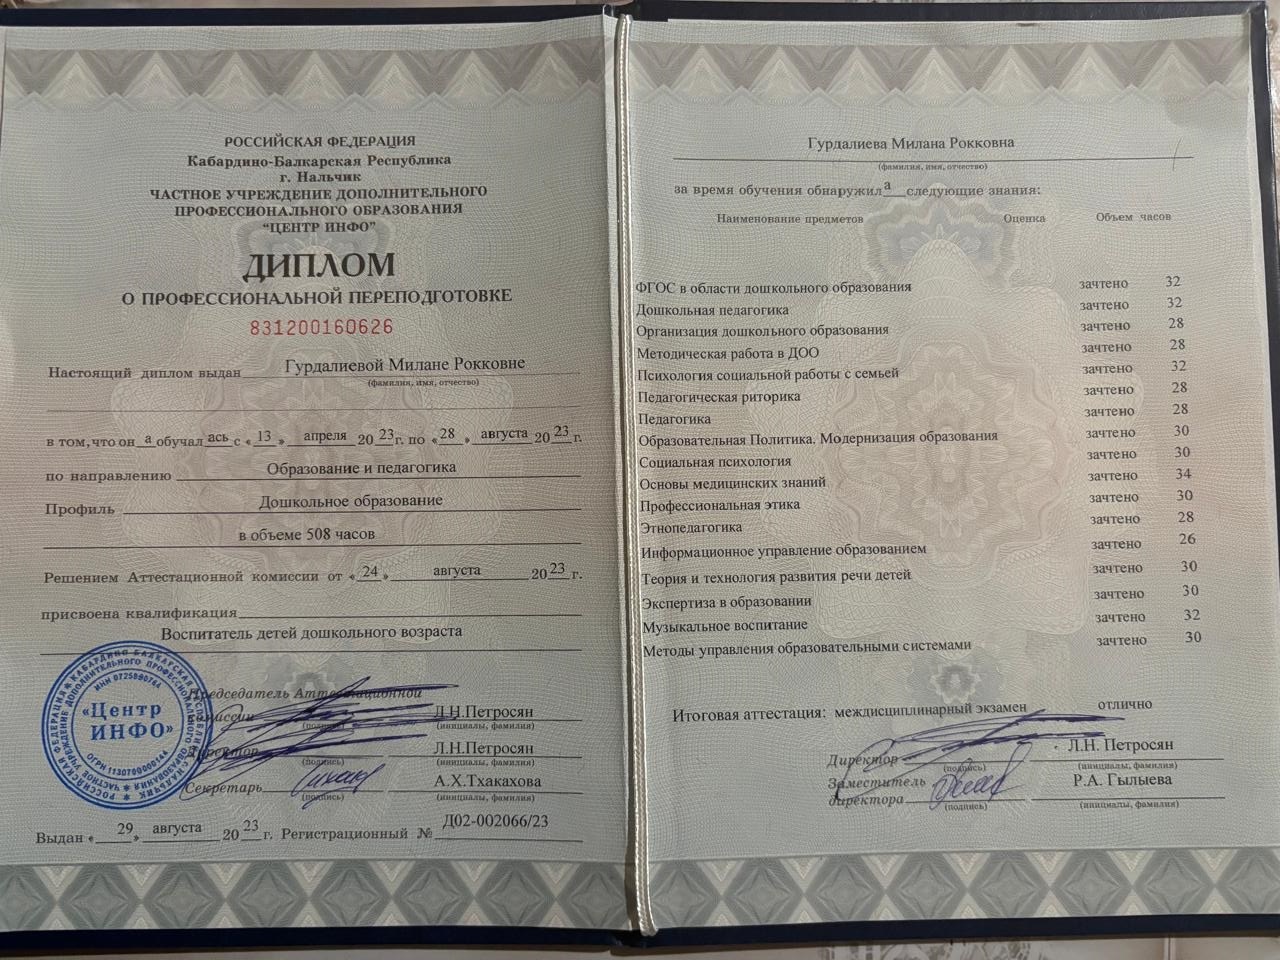 РОССИЙСКАЯ ФЕДЕРАЦИЯ
Кабардино-Балкарская Республика
г. Нальчик
ЧАСТНОЕ УЧРЕЖДЕНИЕ ДОПОЛНИТЕЛЬНОГО
ПРОФЕССИОНАЛЬНОГО ОБРАЗОВАНИЯ
"ЦЕНТР ИНФО"
ДИПЛОМ
О ПРОФЕССИОНАЛЬНОЙ ПЕРЕПОДГОТОВКЕ
831200160626
Настоящий диплом выдан Гурдалиевой Милане Рокковне
(фамилия, имя, отчество)
в том, что он а обучал ась с «13» апреля 2023г. по «28» августа 2023г.
по направлению Образование и педагогика
Профиль Дошкольное образование
в объеме 508 часов
Решением Аттестационной комиссии от «24» августа 2023г.
присвоена квалификация
Воспитатель детей дошкольного возраста
Председатель Аттестационной
комиссии Л.Н.Петросян
(подпись) (инициалы, фамилия)
Директор Л.Н.Петросян
(подпись) (инициалы, фамилия)
Секретарь А.Х.Тхакахова
(подпись) (инициалы, фамилия)
«Центр ИНФО»
Выдан «29» августа 2023г. Регистрационный № Д02-002066/23
Гурдалиева Милана Рокковна
(фамилия, имя, отчество)
за время обучения обнаружил а следующие знания:
Наименование предметов Оценка Объем часов
ФГОС в области дошкольного образования зачтено 32
Дошкольная педагогика зачтено 32
Организация дошкольного образования зачтено 28
Методическая работа в ДОО зачтено 28
Психология социальной работы с семьей зачтено 32
Педагогическая риторика зачтено 28
Педагогика зачтено 28
Образовательная Политика. Модернизация образования зачтено 30
Социальная психология зачтено 30
Основы медицинских знаний зачтено 34
Профессиональная этика зачтено 30
Этнопедагогика зачтено 28
Информационное управление образованием зачтено 26
Теория и технология развития речи детей зачтено 30
Экспертиза в образовании зачтено 30
Музыкальное воспитание зачтено 32
Методы управления образовательными системами зачтено 30
Итоговая аттестация: междисциплинарный экзамен отлично
Директор Л.Н. Петросян
(подпись) (инициалы, фамилия)
Заместитель
директора Р.А. Гылыева
(подпись) (инициалы, фамилия)